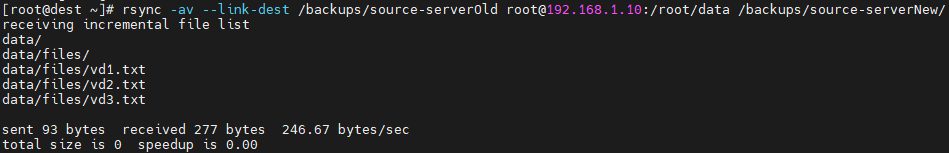 [root@dest ~]# rsync -av --link-dest /backups/source-serverOld root@192.168.1.10:/root/data /backups/source-serverNew/
receiving incremental file list
data/
data/files/
data/files/vd1.txt
data/files/vd2.txt
data/files/vd3.txt
sent 93 bytes  received 277 bytes  246.67 bytes/sec
total size is 0  speedup is 0.00